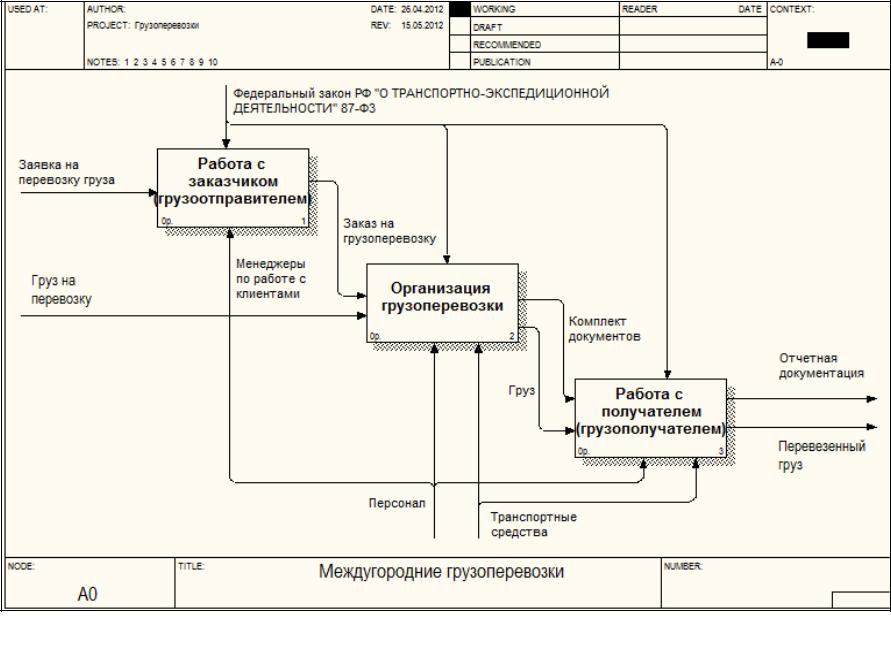 USED AT:
AUTHOR:
DATE: 26.04.2012
WORKING
READER
DATE
CONTEXT:
PROJECT: Грузоперевозки
REV: 15.05.2012
DRAFT
RECOMMENDED
NOTES: 1 2 3 4 5 6 7 8 9 10
PUBLICATION
A-0
Федеральный закон РФ "О ТРАНСПОРТНО-ЭКСПЕДИЦИОННОЙ
ДЕЯТЕЛЬНОСТИ" 87-ФЗ
Заявка на
перевозку груза
Работа с
заказчиком
(грузоотправителем)
0р.
1
Заказ на
грузоперевозку
Менеджеры
по работе с
клиентами
Груз на
перевозку
Организация
грузоперевозки
0р.
2
Комплект
документов
Груз
Работа с
получателем
(грузополучателем)
0р.
3
Отчетная
документация
Перевезенный
груз
Персонал
Транспортные
средства
NODE:
A0
TITLE:
Междугородние грузоперевозки
NUMBER: